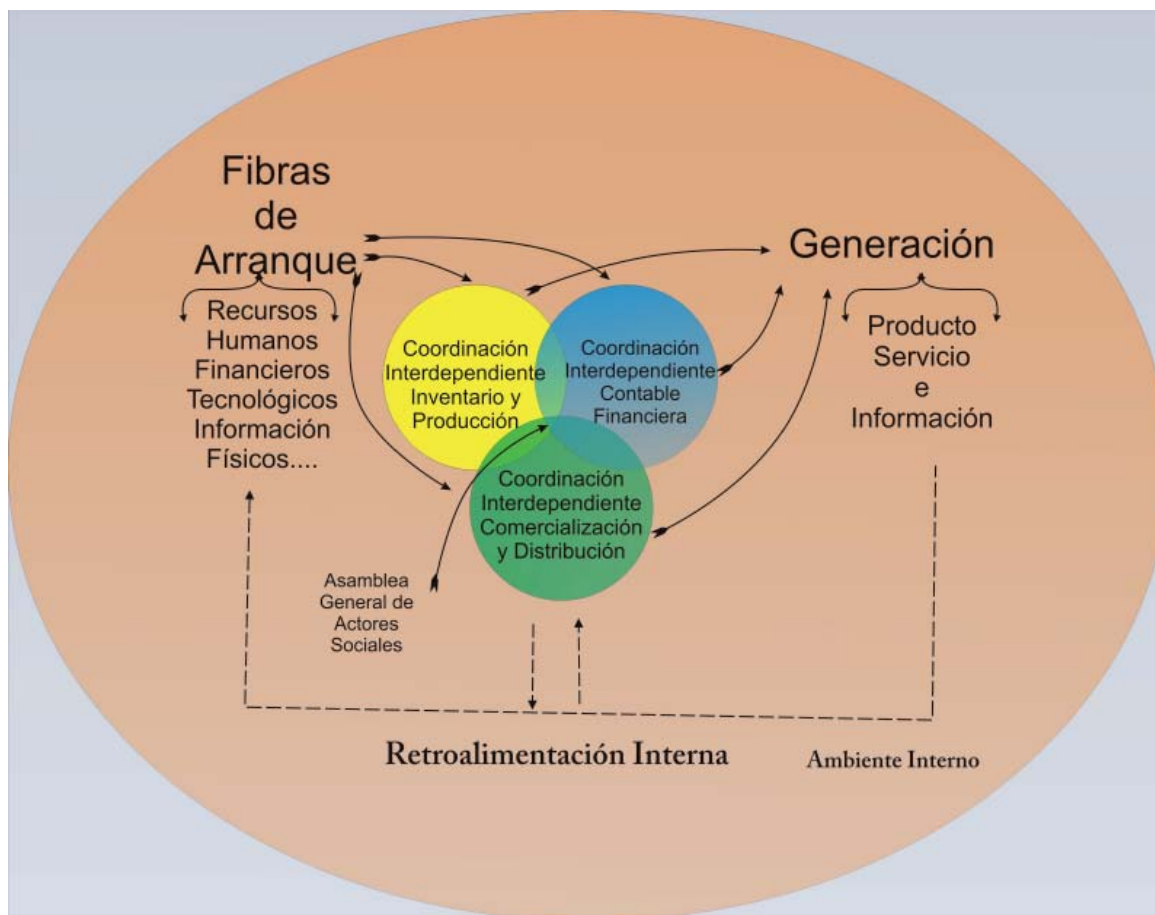 Fibras
de
Arranque
Recursos
Humanos
Financieros
Tecnológicos
Información
Físicos....
Coordinación
Interdependiente
Inventario y
Producción
Coordinación
Interdependiente
Contable
Financiera
Coordinación
Interdependiente
Comercialización
y Distribución
Generación
Producto
Servicio
e
Información
Asamblea
General de
Actores
Sociales
Retroalimentación Interna
Ambiente Interno